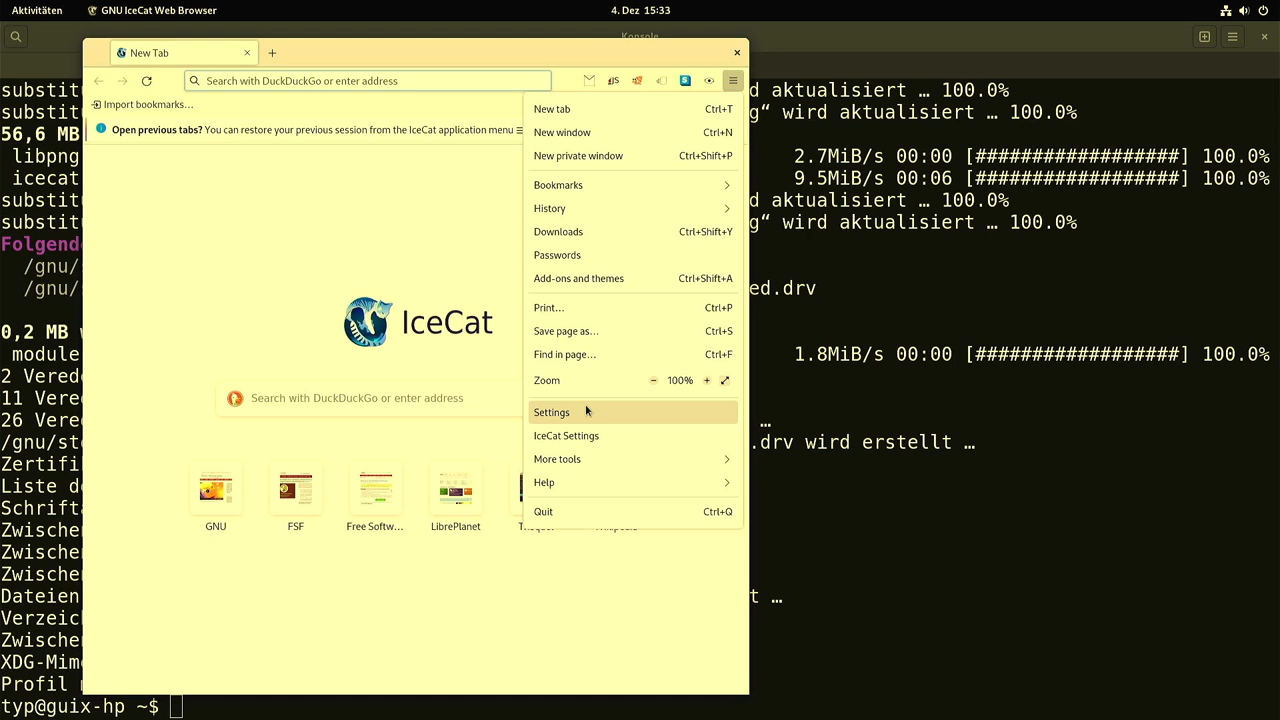 Aktivitäten GNU IceCat Web Browser 4. Dez 15:33
Konsole
New Tab
Search with DuckDuckGo or enter address
Import bookmarks…
Open previous tabs? You can restore your previous session from the IceCat application menu
New tab Ctrl+T
New window Ctrl+N
New private window Ctrl+Shift+P
Bookmarks
History
Downloads Ctrl+Shift+Y
Passwords
Add-ons and themes Ctrl+Shift+A
Print… Ctrl+P
Save page as… Ctrl+S
Find in page… Ctrl+F
Zoom − 100% +
Settings
IceCat Settings
More tools
Help
Quit Ctrl+Q
IceCat
Search with DuckDuckGo or enter address
GNU FSF Free Softw… LibrePlanet
substitu d aktualisiert … 100.0%
substitu g“ wird aktualisiert … 100.0%
56,6 MB
libpng 2.7MiB/s 00:00 [##################] 100.0%
icecat 9.5MiB/s 00:06 [##################] 100.0%
substitu d aktualisiert … 100.0%
substitu g“ wird aktualisiert … 100.0%
Folgend
/gnu/
/gnu/ ed.drv
0,2 MB
module 1.8MiB/s 00:00 [##################] 100.0%
2 Vered
11 Vere
26 Vere …
/gnu/st .drv wird erstellt …
Zertifi
Liste d
Schrift
Zwische
Zwische
Zwische
Dateien t …
Verzeic
Zwische
XDG-Mim
Profil
typ@guix-hp ~$